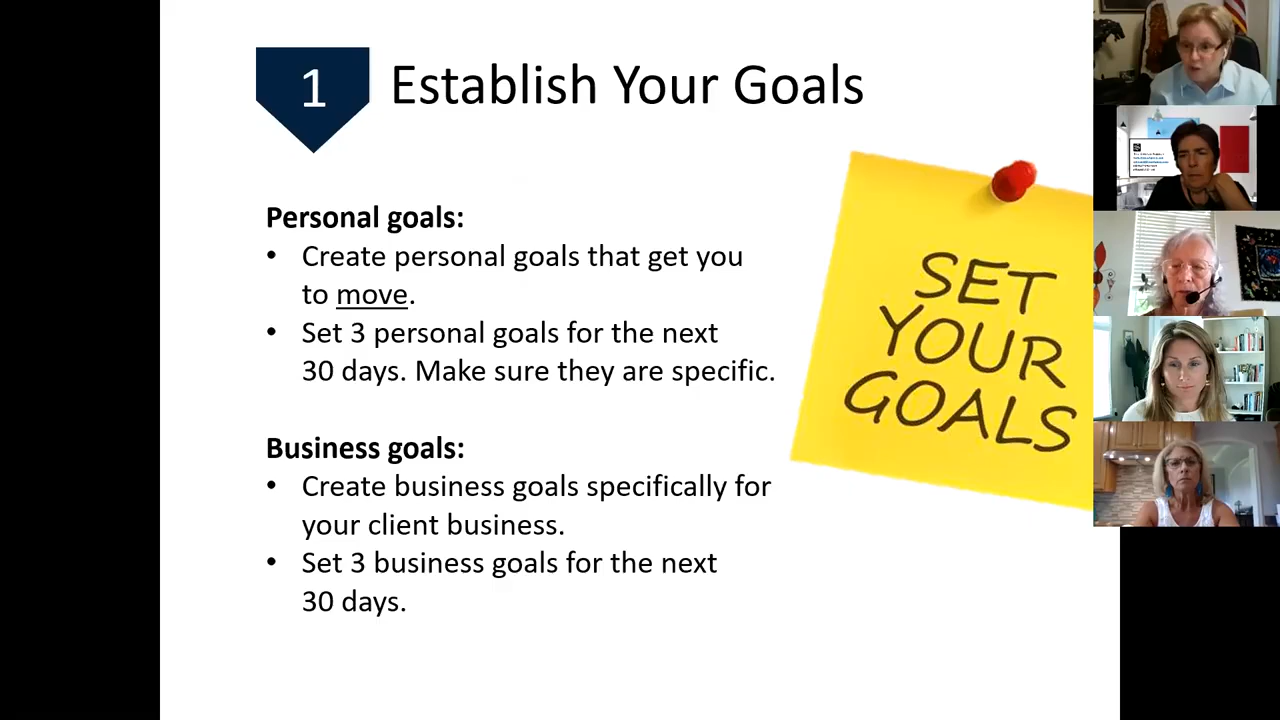 1
Establish Your Goals
Personal goals:
• Create personal goals that get you
to move.
• Set 3 personal goals for the next
30 days. Make sure they are specific.
Business goals:
• Create business goals specifically for
your client business.
• Set 3 business goals for the next
30 days.
SET
YOUR
GOALS